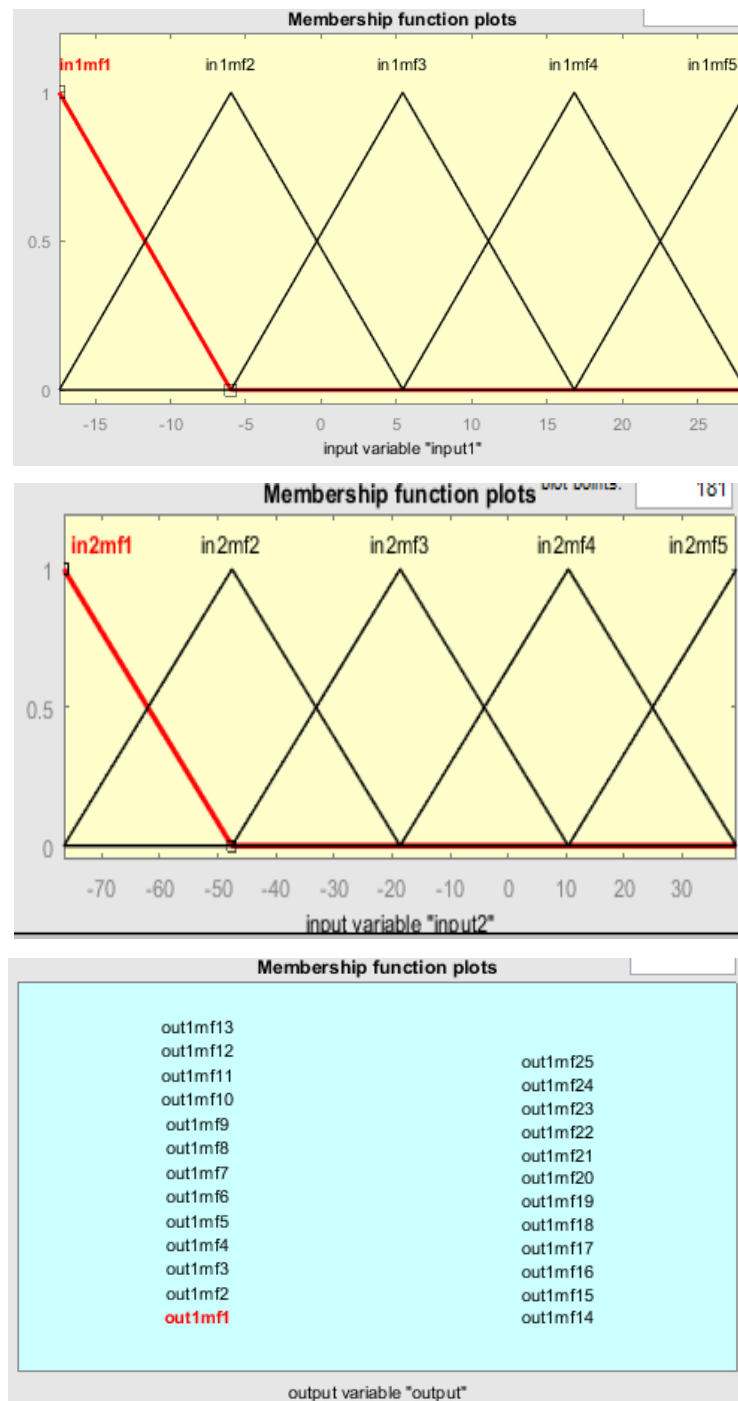 Membership function plots
in1mf1 in1mf2 in1mf3 in1mf4 in1mf5
1
0.5
0
-15 -10 -5 0 5 10 15 20 25
input variable "input1"
Membership function plots plot points: 181
in2mf1 in2mf2 in2mf3 in2mf4 in2mf5
1
0.5
0
-70 -60 -50 -40 -30 -20 -10 0 10 20 30
input variable "input2"
Membership function plots
out1mf13
out1mf12
out1mf11
out1mf10
out1mf9
out1mf8
out1mf7
out1mf6
out1mf5
out1mf4
out1mf3
out1mf2
out1mf1
out1mf25
out1mf24
out1mf23
out1mf22
out1mf21
out1mf20
out1mf19
out1mf18
out1mf17
out1mf16
out1mf15
out1mf14
output variable "output"